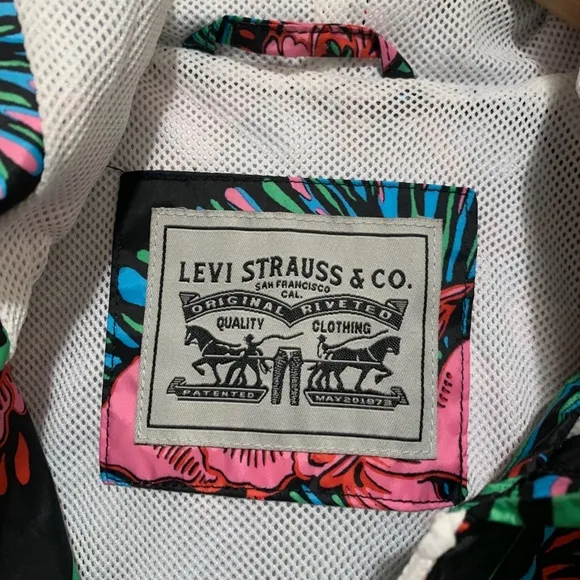 LEVI STRAUSS & CO.
SAN FRANCISCO
CAL.
ORIGINAL RIVETED
QUALITY CLOTHING
PATENTED MAY 20 1873